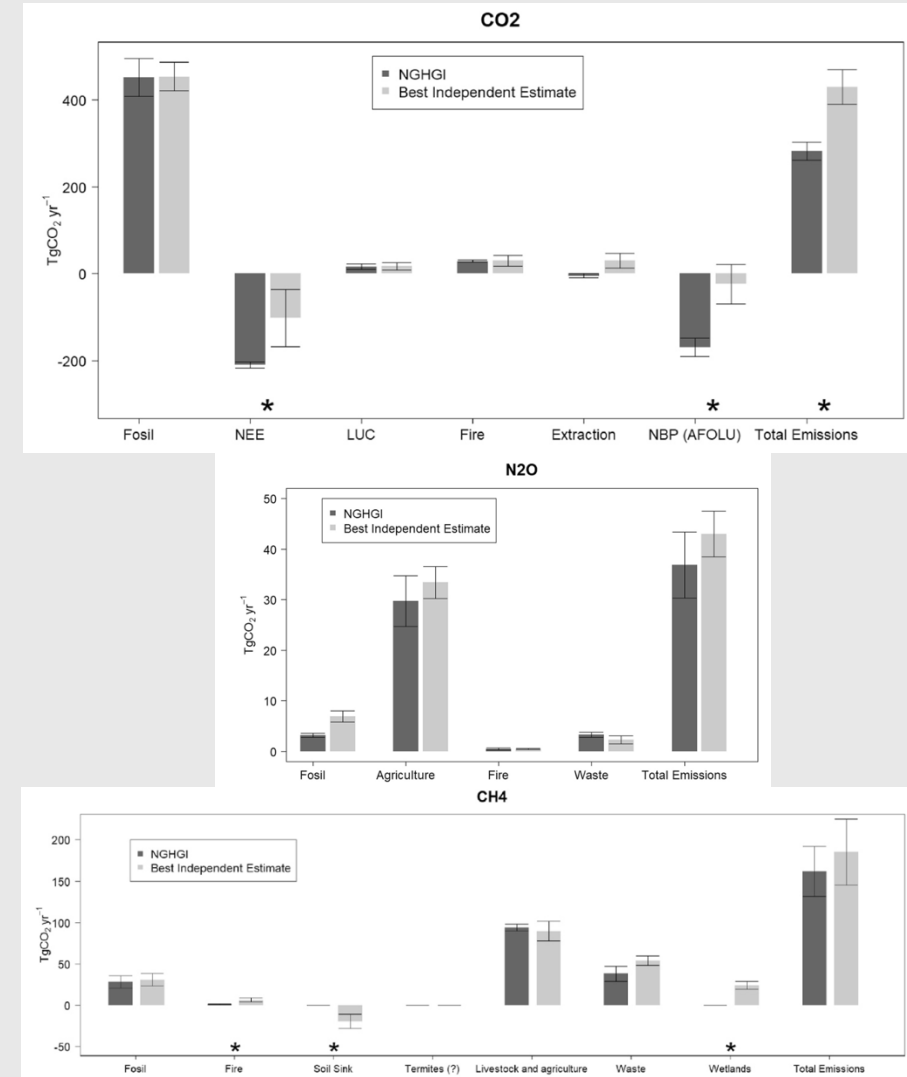 CO2
NGHGI
Best Independent Estimate
TgCO2 yr−1
400
200
0
-200
*
*
*
Fosil NEE LUC Fire Extraction NBP (AFOLU) Total Emissions
N2O
NGHGI
Best Independent Estimate
TgCO2 yr−1
50
40
30
20
10
0
Fosil Agriculture Fire Waste Total Emissions
CH4
NGHGI
Best Independent Estimate
TgCO2 yr−1
200
150
100
50
0
-50
*
*
*
Fosil Fire Soil Sink Termites (?) Livestock and agriculture Waste Wetlands Total Emissions